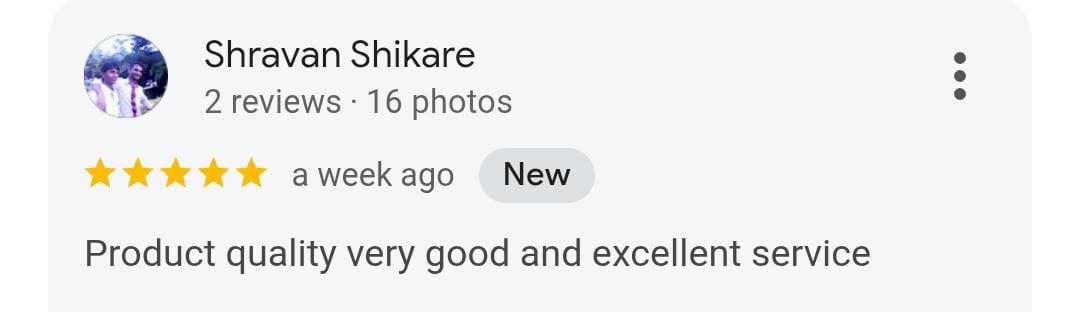 Shravan Shikare
2 reviews · 16 photos
a week ago New
Product quality very good and excellent service